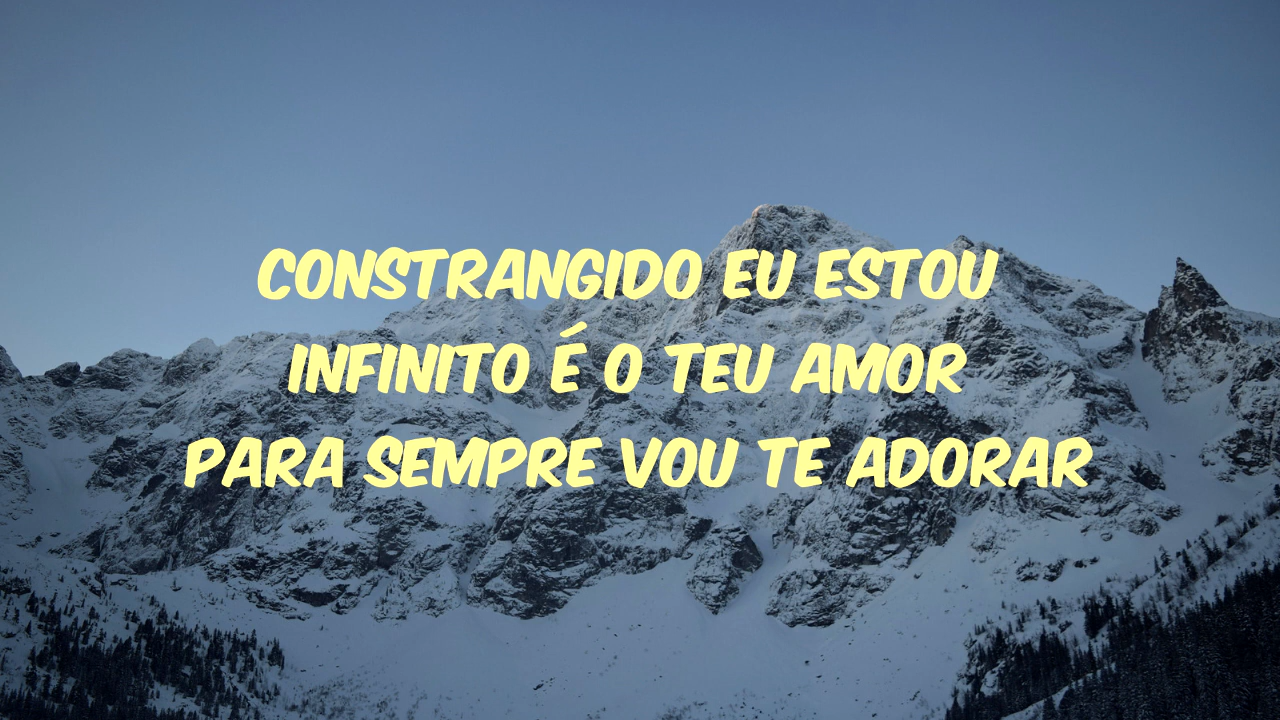 CONSTRANGIDO EU ESTOU
INFINITO É O TEU AMOR
PARA SEMPRE VOU TE ADORAR